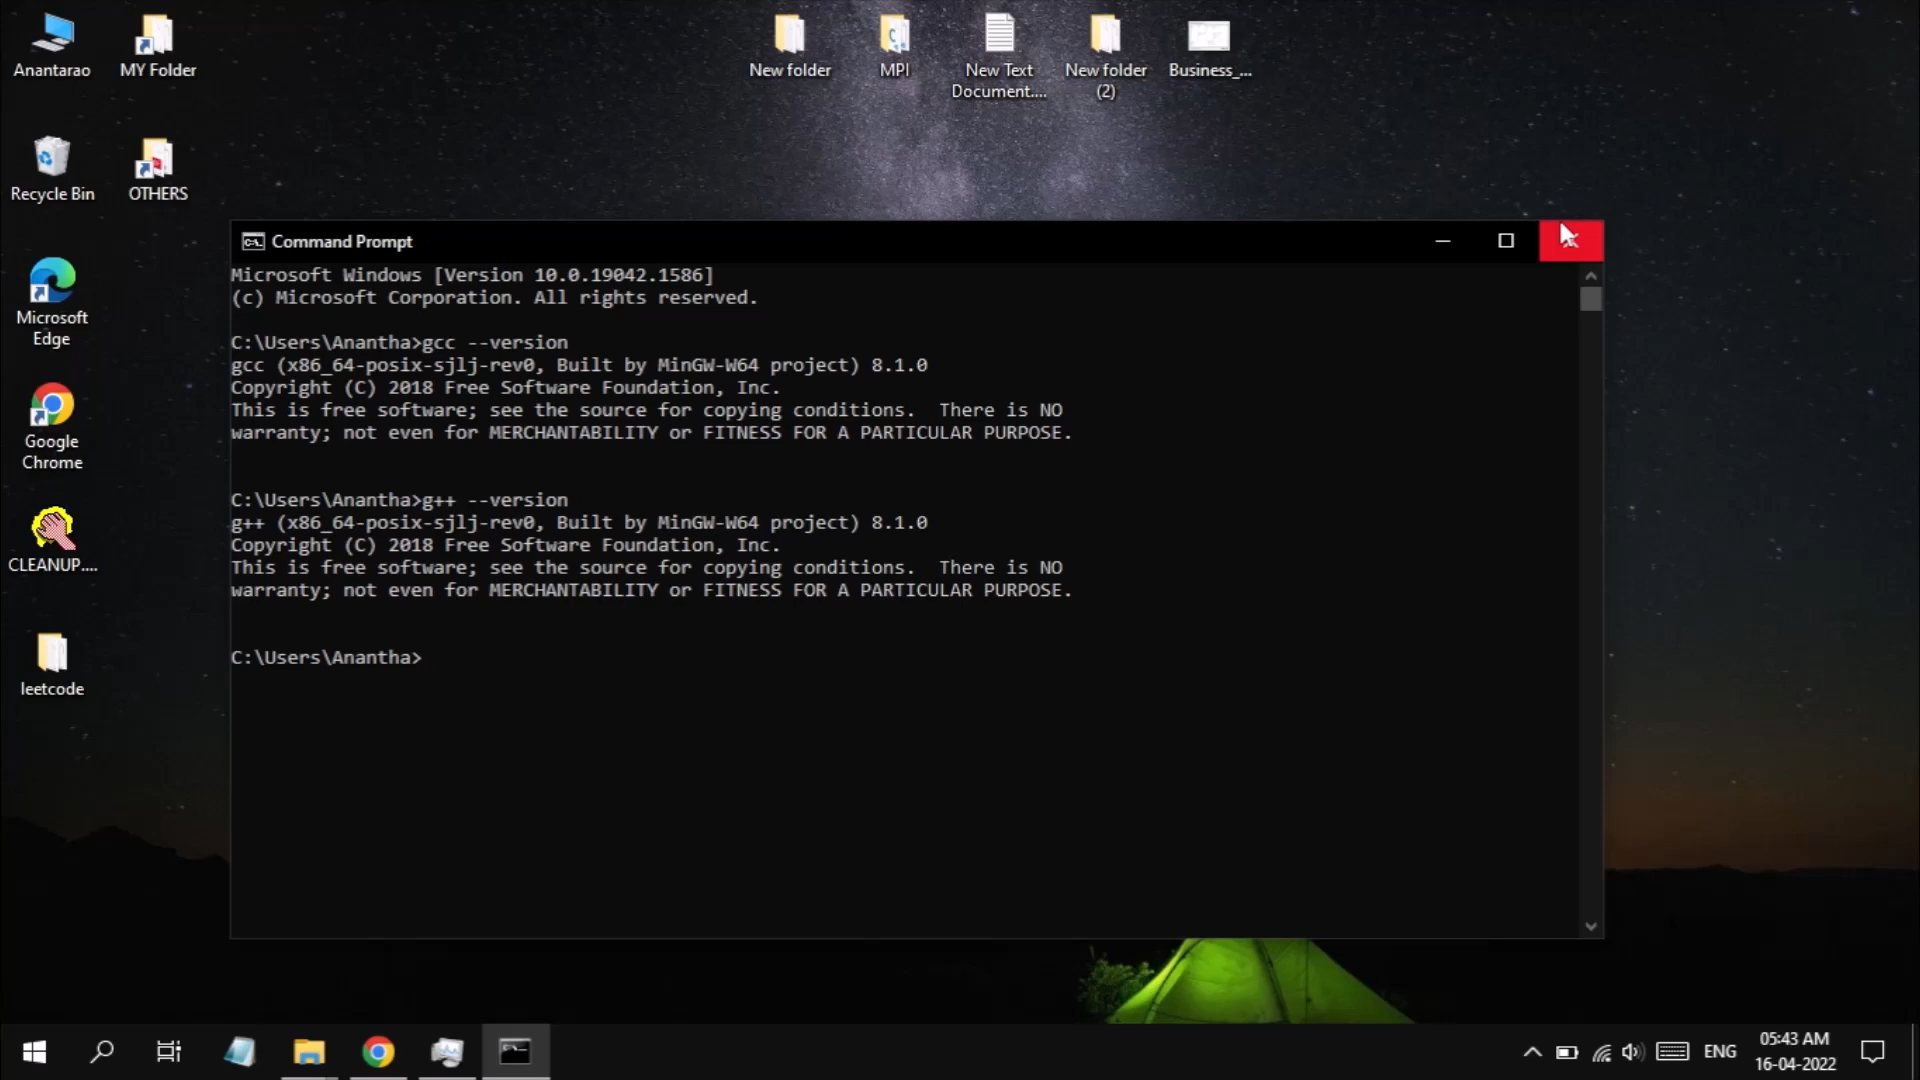 Anantarao
MY Folder
New folder
MPI
New Text
Document....
New folder
(2)
Business_...
Recycle Bin
OTHERS
Command Prompt
Microsoft Windows [Version 10.0.19042.1586]
(c) Microsoft Corporation. All rights reserved.
C:\Users\Anantha>gcc --version
gcc (x86_64-posix-sjlj-rev0, Built by MinGW-W64 project) 8.1.0
Copyright (C) 2018 Free Software Foundation, Inc.
This is free software; see the source for copying conditions.  There is NO
warranty; not even for MERCHANTABILITY or FITNESS FOR A PARTICULAR PURPOSE.
C:\Users\Anantha>g++ --version
g++ (x86_64-posix-sjlj-rev0, Built by MinGW-W64 project) 8.1.0
Copyright (C) 2018 Free Software Foundation, Inc.
This is free software; see the source for copying conditions.  There is NO
warranty; not even for MERCHANTABILITY or FITNESS FOR A PARTICULAR PURPOSE.
C:\Users\Anantha>
Microsoft
Edge
Google
Chrome
CLEANUP....
leetcode
ENG
05:43 AM
16-04-2022